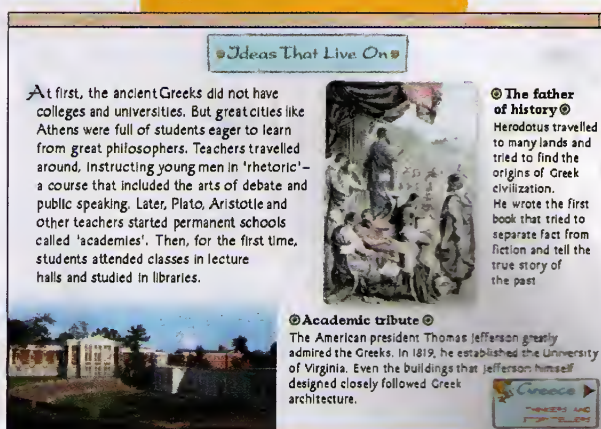 Ideas That Live On
At first, the ancient Greeks did not have
colleges and universities. But great cities like
Athens were full of students eager to learn
from great philosophers. Teachers travelled
around, instructing young men in 'rhetoric'–
a course that included the arts of debate and
public speaking. Later, Plato, Aristotle and
other teachers started permanent schools
called 'academies'. Then, for the first time,
students attended classes in lecture
halls and studied in libraries.
The father
of history
Herodotus travelled
to many lands and
tried to find the
origins of Greek
civilization.
He wrote the first
book that tried to
separate fact from
fiction and tell the
true story of
the past
Academic tribute
The American president Thomas Jefferson greatly
admired the Greeks. In 1819, he established the University
of Virginia. Even the buildings that Jefferson himself
designed closely followed Greek
architecture.
Greece
THINKERS AND
STORYTELLERS